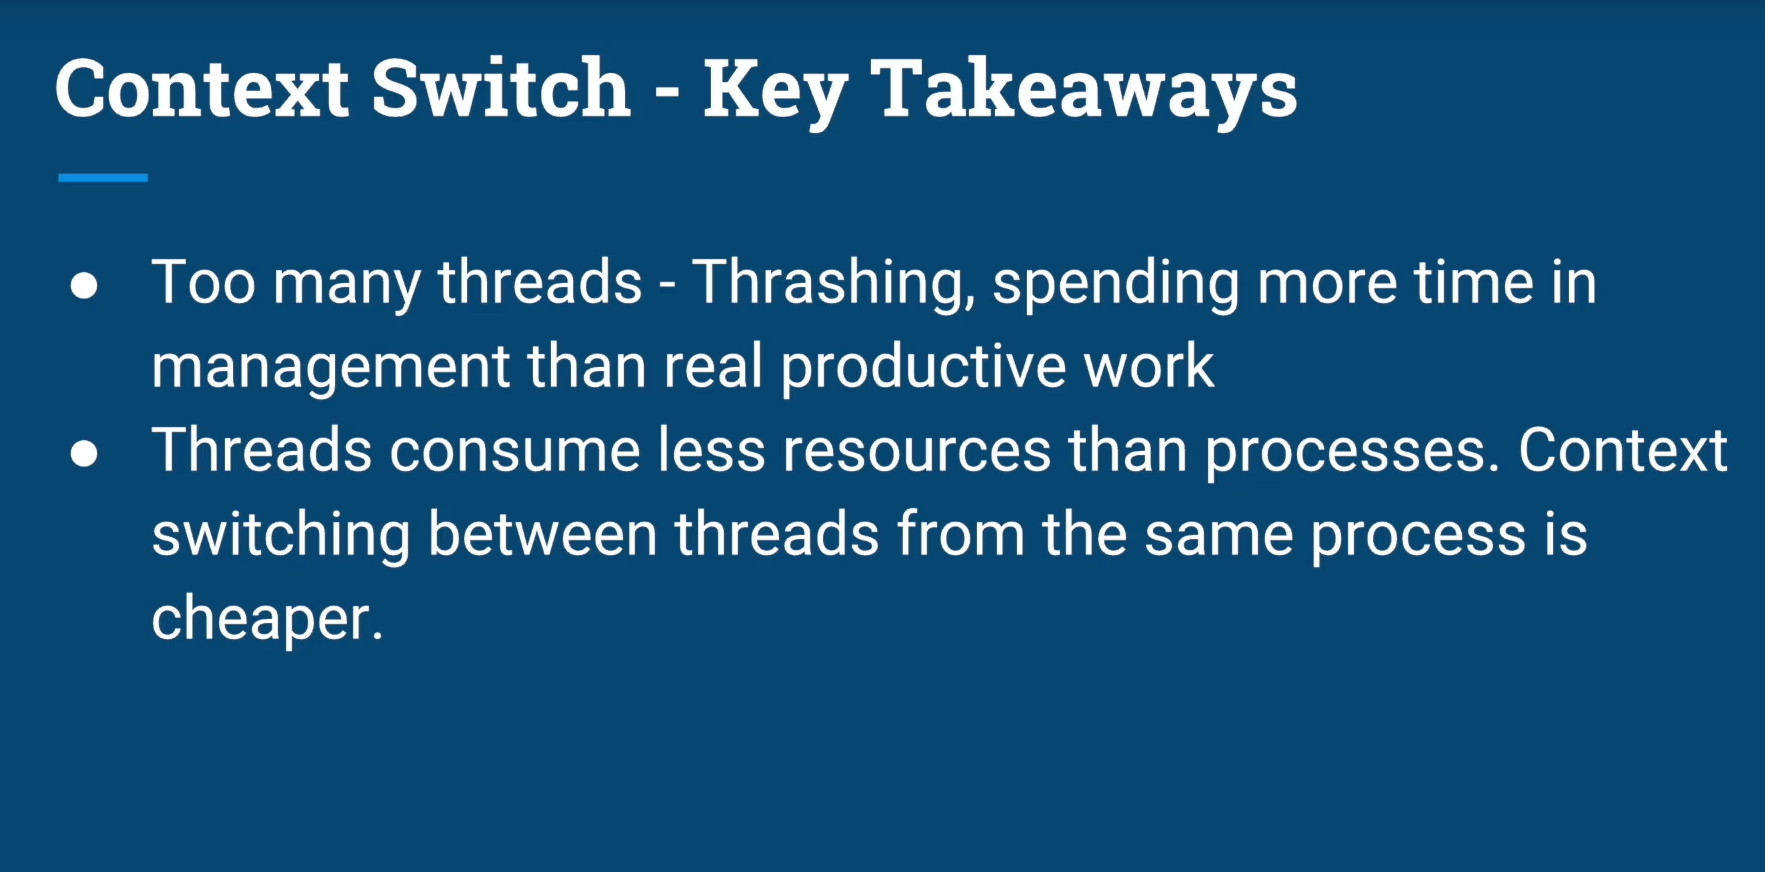 Context Switch - Key Takeaways
● Too many threads - Thrashing, spending more time in
management than real productive work
● Threads consume less resources than processes. Context
switching between threads from the same process is
cheaper.